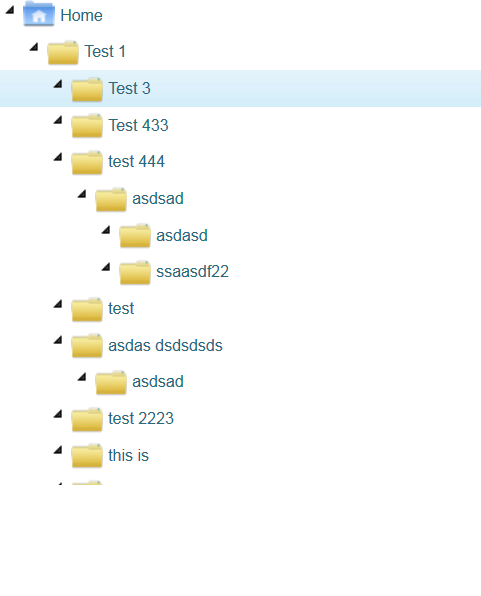 Home
Test 1
Test 3
Test 433
test 444
asdsad
asdasd
ssaasdf22
test
asdas dsdsdsds
asdsad
test 2223
this is